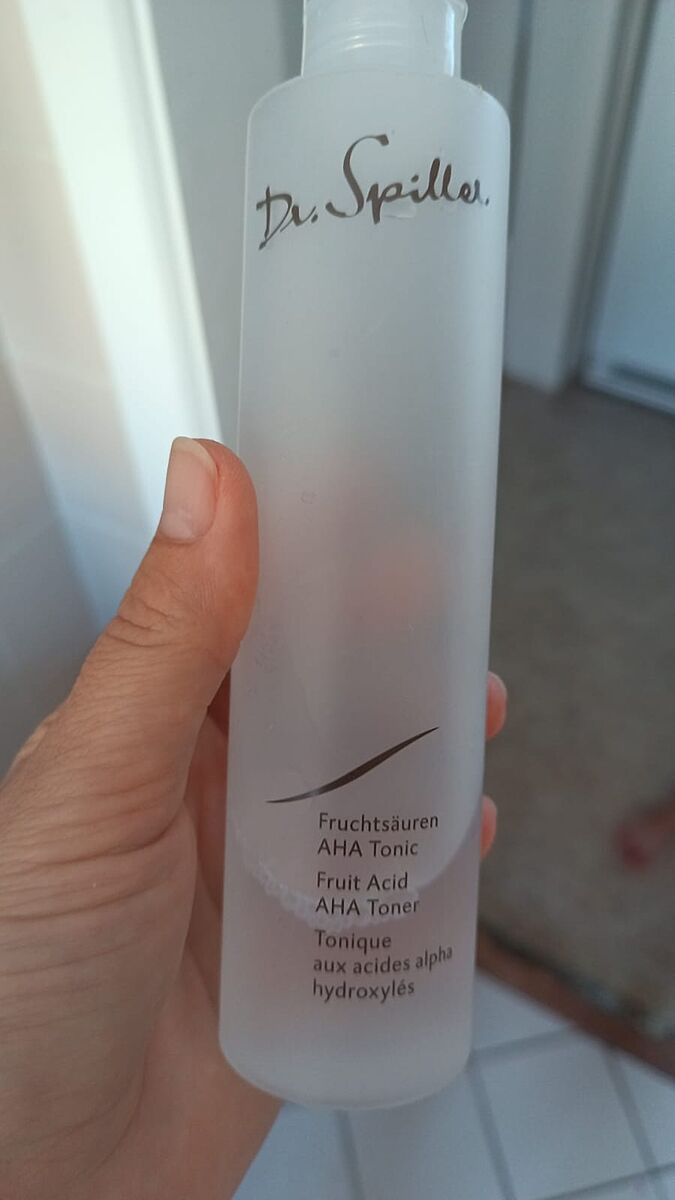 Dr. Spiller.
Fruchtsäuren
AHA Tonic
Fruit Acid
AHA Toner
Tonique
aux acides alpha
hydroxylés